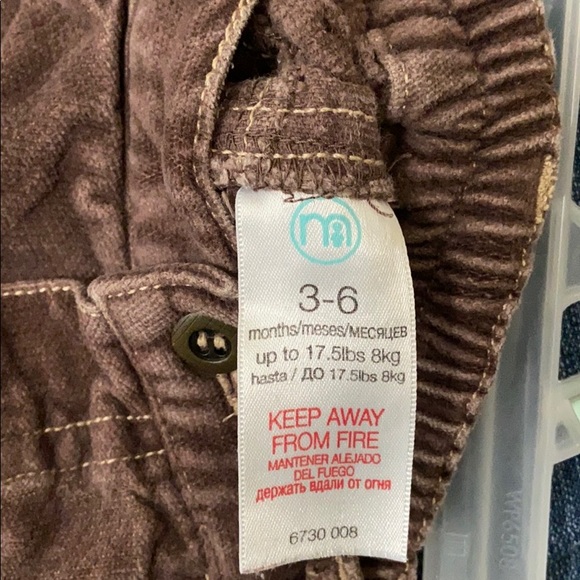 m
3-6
months/meses/МЕСЯЦЕВ
up to 17.5lbs 8kg
hasta / ДО 17.5lbs 8kg
KEEP AWAY
FROM FIRE
MANTENER ALEJADO
DEL FUEGO
держать вдали от огня
6730 008
m